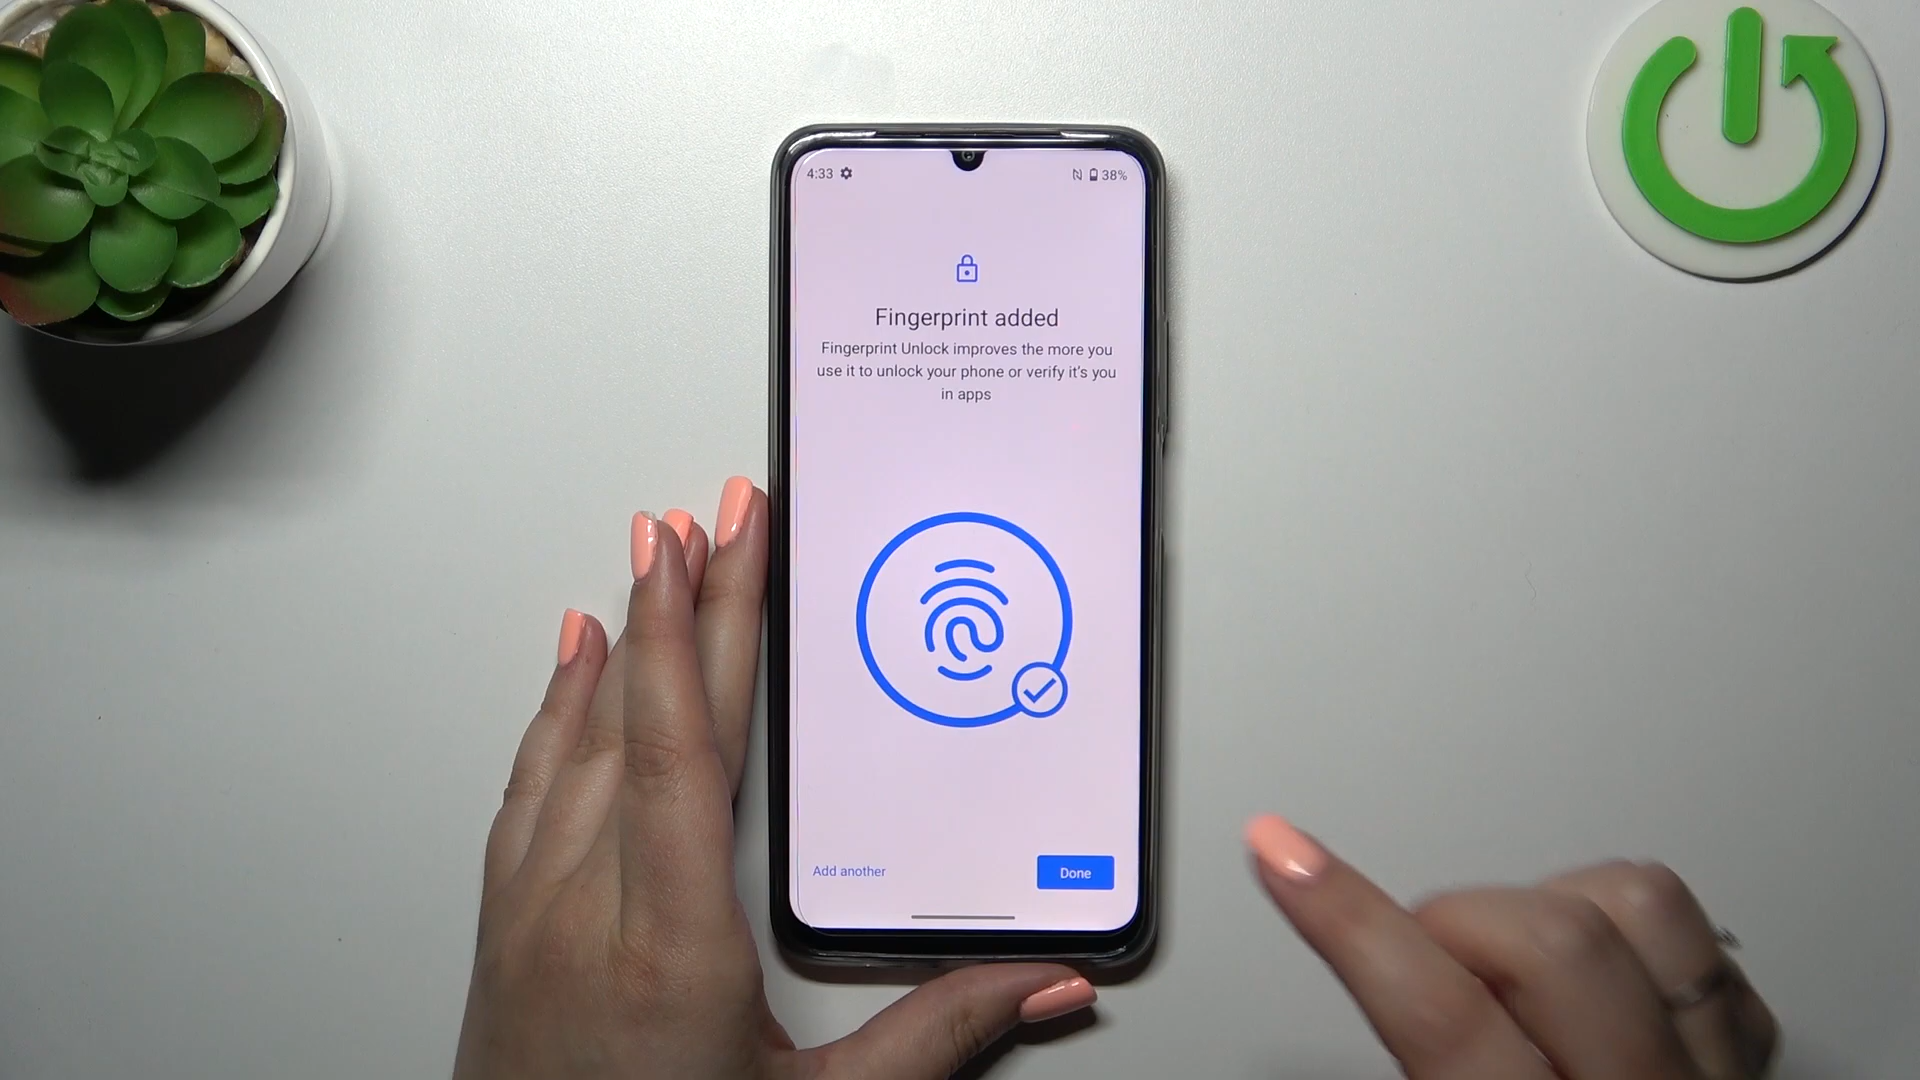 4:33
38%
Fingerprint added
Fingerprint Unlock improves the more you
use it to unlock your phone or verify it's you
in apps
Add another
Done